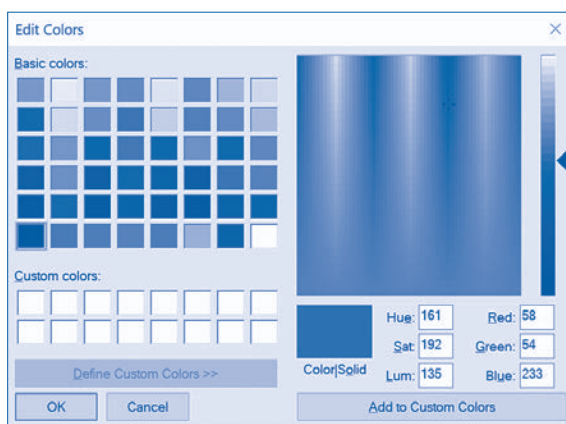 Edit Colors
Basic colors:
Custom colors:
Define Custom Colors >>
OK Cancel
Color|Solid
Hue: 161 Red: 58
Sat: 192 Green: 54
Lum: 135 Blue: 233
Add to Custom Colors